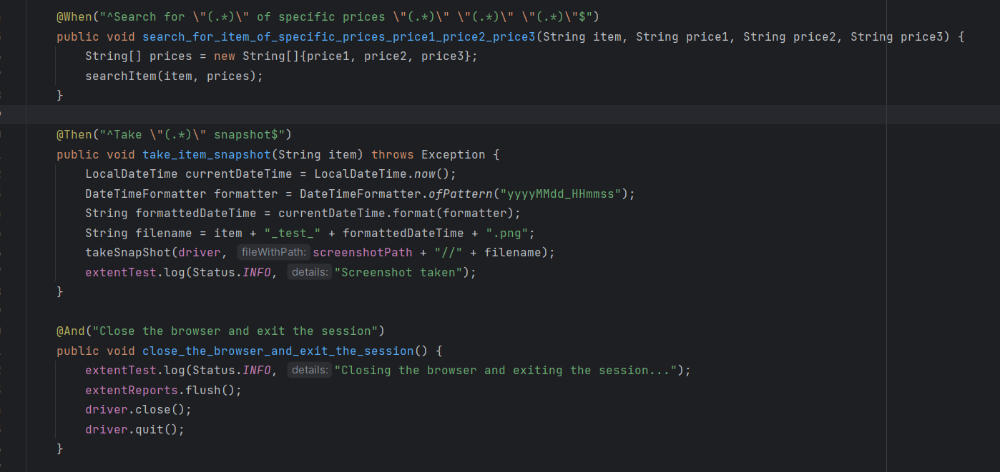 @When("^Search for \"(.*)\" of specific prices \"(.*)\" \"(.*)\" \"(.*)\"$")
public void search_for_item_of_specific_prices_price1_price2_price3(String item, String price1, String price2, String price3) {
    String[] prices = new String[]{price1, price2, price3};
    searchItem(item, prices);
}
@Then("^Take \"(.*)\" snapshot$")
public void take_item_snapshot(String item) throws Exception {
    LocalDateTime currentDateTime = LocalDateTime.now();
    DateTimeFormatter formatter = DateTimeFormatter.ofPattern("yyyyMMdd_HHmmss");
    String formattedDateTime = currentDateTime.format(formatter);
    String filename = item + "_test_" + formattedDateTime + ".png";
    takeSnapShot(driver, fileWithPath: screenshotPath + "//" + filename);
    extentTest.log(Status.INFO, details: "Screenshot taken");
}
@And("Close the browser and exit the session")
public void close_the_browser_and_exit_the_session() {
    extentTest.log(Status.INFO, details: "Closing the browser and exiting the session...");
    extentReports.flush();
    driver.close();
    driver.quit();
}